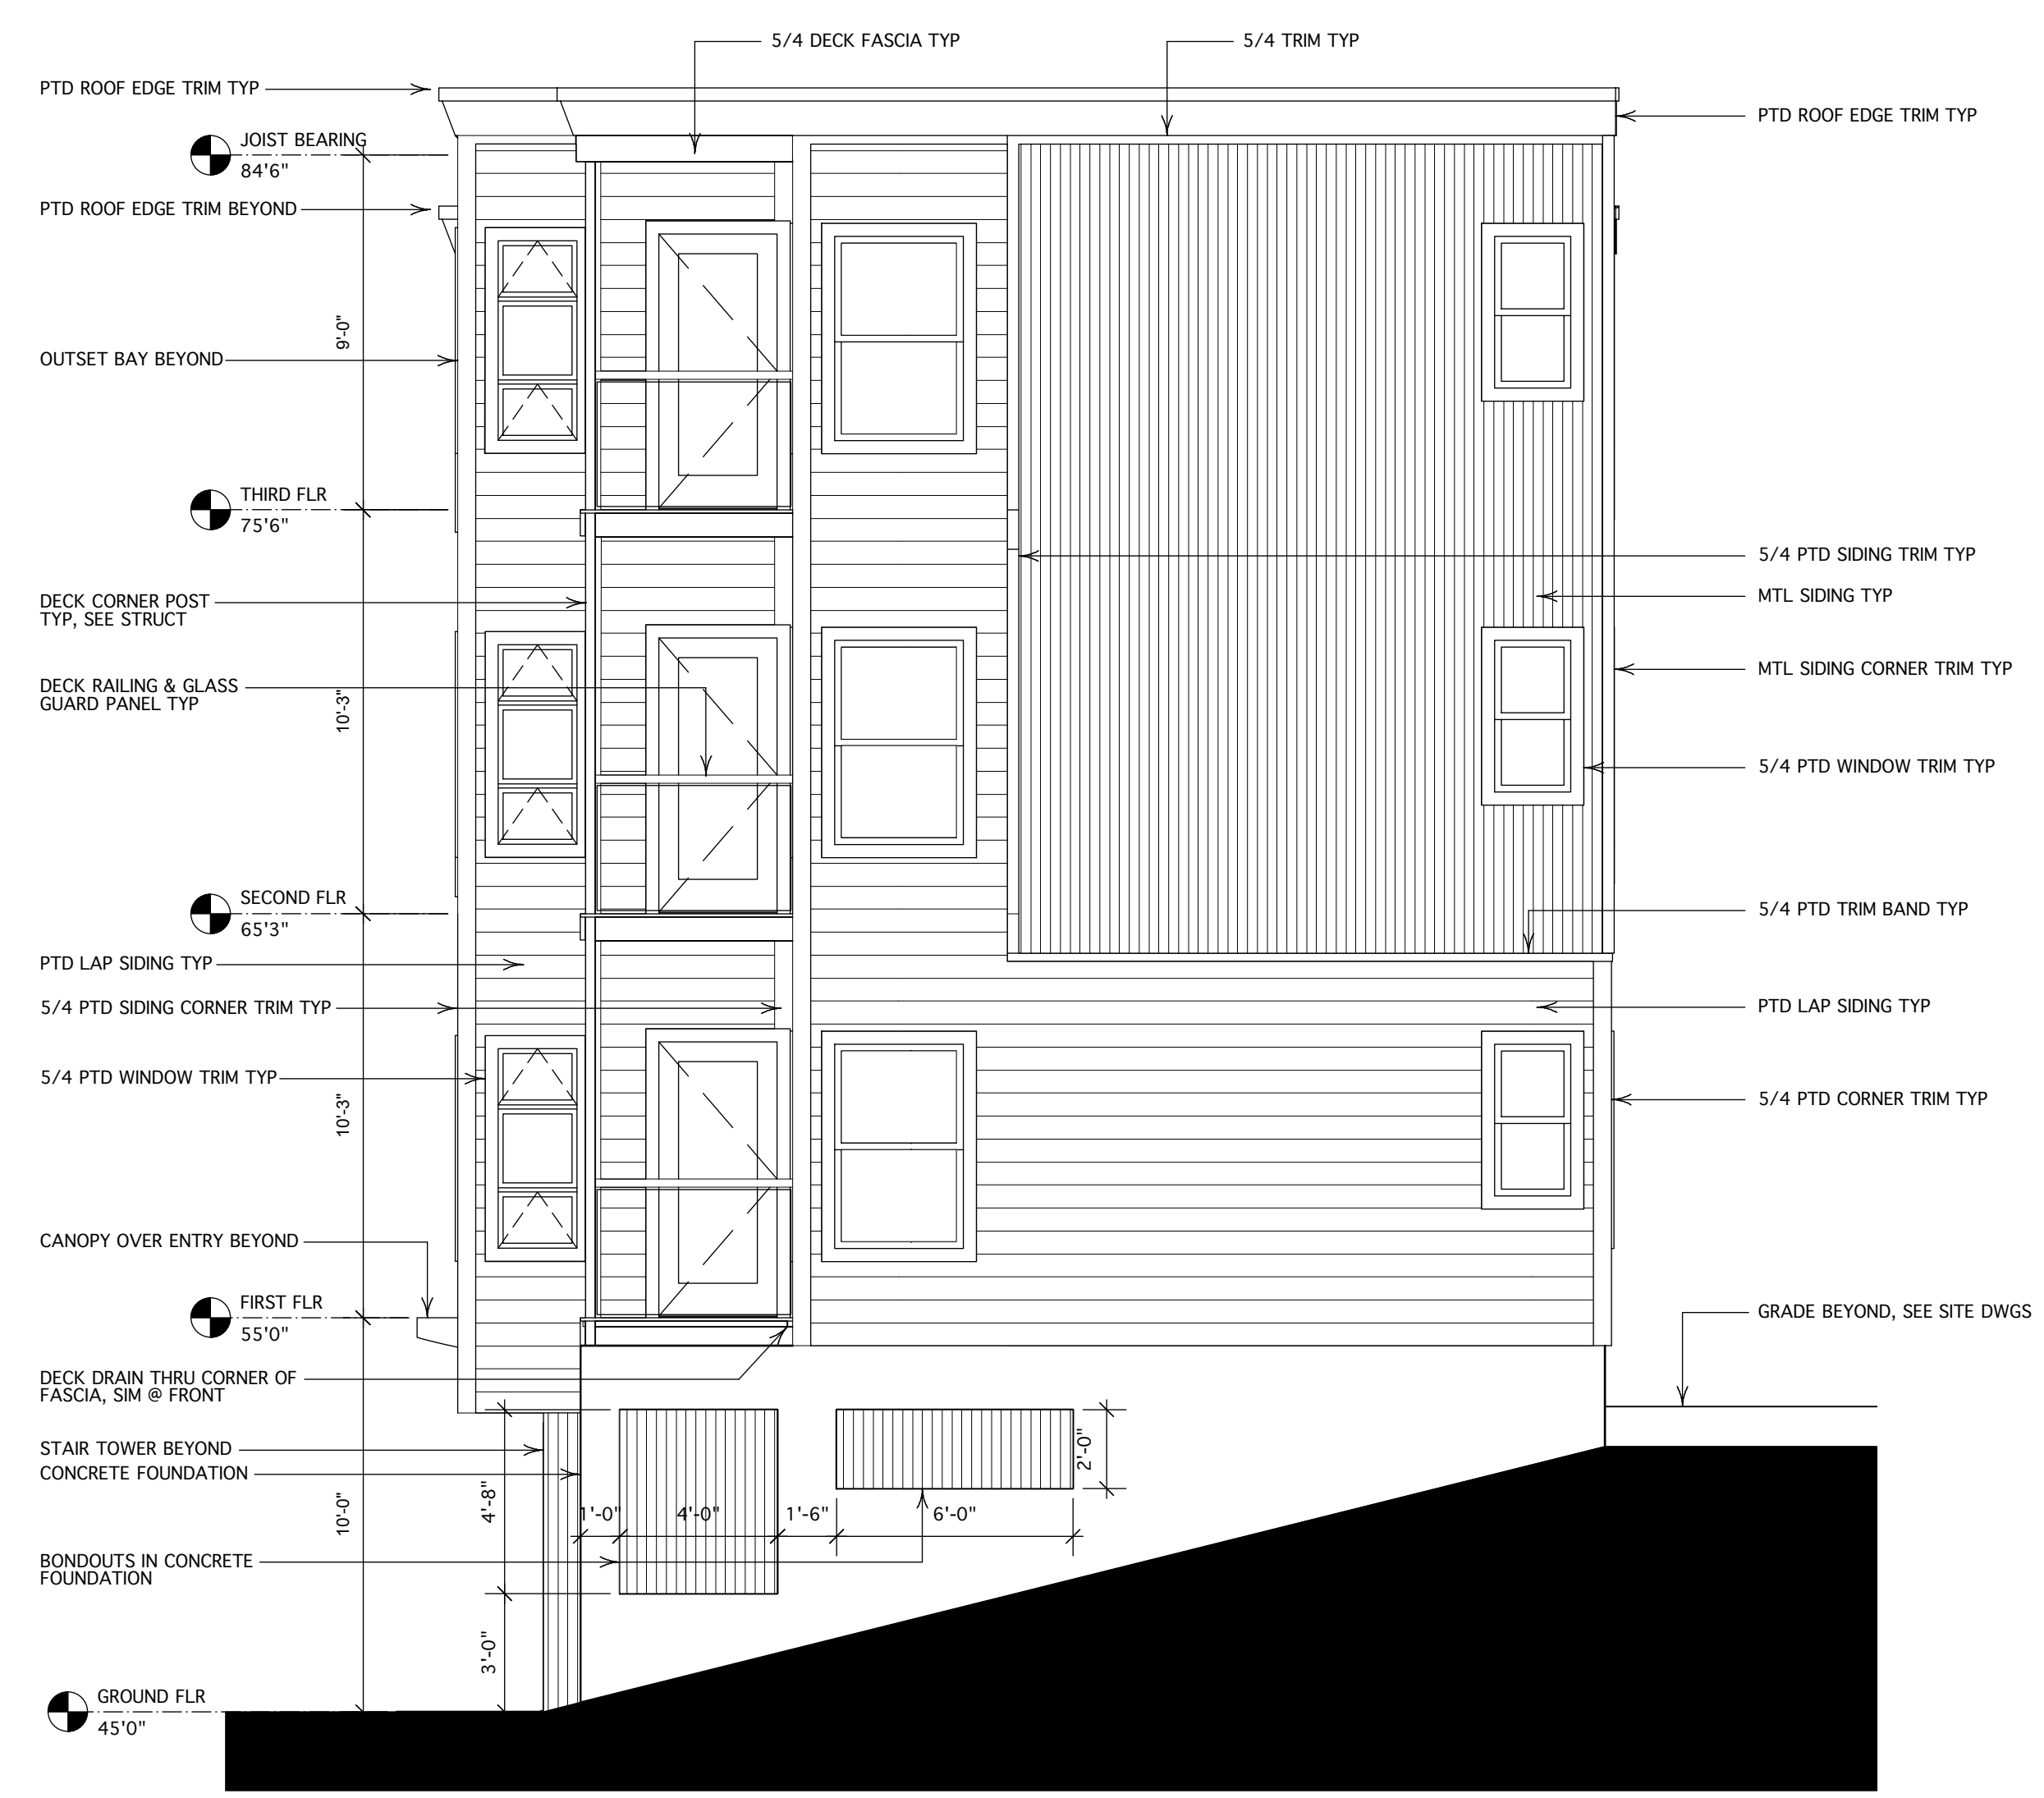 5/4 DECK FASCIA TYP
5/4 TRIM TYP
PTD ROOF EDGE TRIM TYP
PTD ROOF EDGE TRIM TYP
JOIST BEARING
84'6"
PTD ROOF EDGE TRIM BEYOND
9'-0"
OUTSET BAY BEYOND
THIRD FLR
75'6"
5/4 PTD SIDING TRIM TYP
MTL SIDING TYP
DECK CORNER POST
TYP, SEE STRUCT
MTL SIDING CORNER TRIM TYP
DECK RAILING & GLASS
GUARD PANEL TYP
10'-3"
5/4 PTD WINDOW TRIM TYP
SECOND FLR
65'3"
5/4 PTD TRIM BAND TYP
PTD LAP SIDING TYP
5/4 PTD SIDING CORNER TRIM TYP
PTD LAP SIDING TYP
5/4 PTD WINDOW TRIM TYP
10'-3"
5/4 PTD CORNER TRIM TYP
CANOPY OVER ENTRY BEYOND
FIRST FLR
55'0"
GRADE BEYOND, SEE SITE DWGS
DECK DRAIN THRU CORNER OF
FASCIA, SIM @ FRONT
STAIR TOWER BEYOND
CONCRETE FOUNDATION
2'-0"
4'-8"
10'-0"
1'-0"
4'-0"
1'-6"
6'-0"
BONDOUTS IN CONCRETE
FOUNDATION
3'-0"
GROUND FLR
45'0"